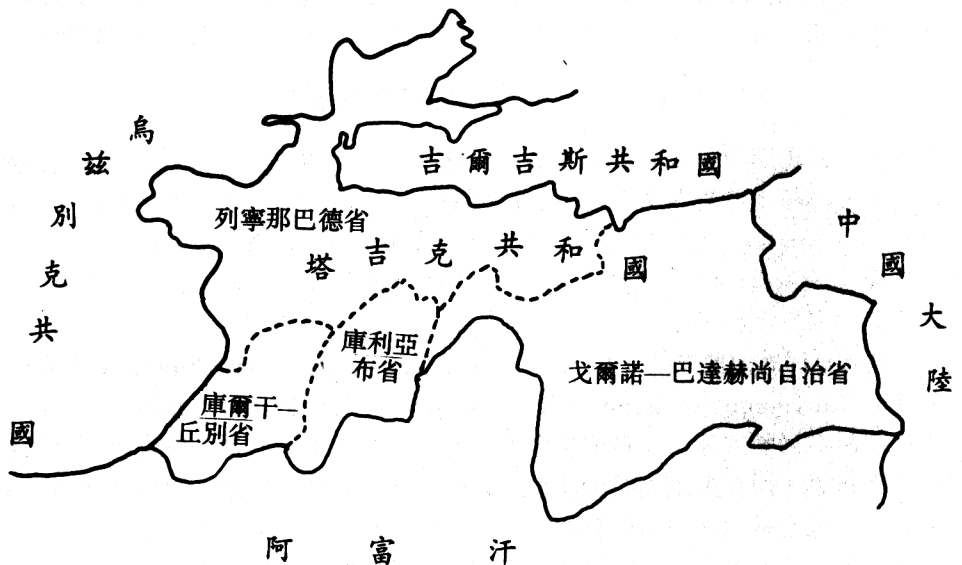 烏茲別克共國
吉爾吉斯共和國
中國大陸
列寧那巴德省
塔吉克共和國
庫利亞
布省
庫爾干—
丘別省
戈爾諾—巴達赫尚自治省
阿富汗